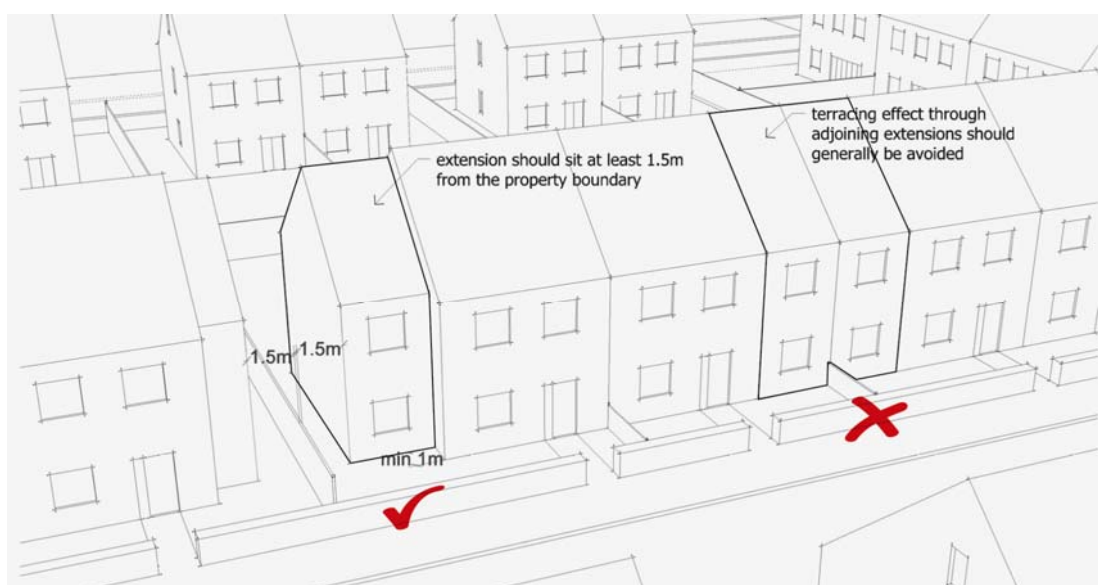 extension should sit at least 1.5m
from the property boundary
terracing effect through
adjoining extensions should
generally be avoided
1.5m
1.5m
min 1m